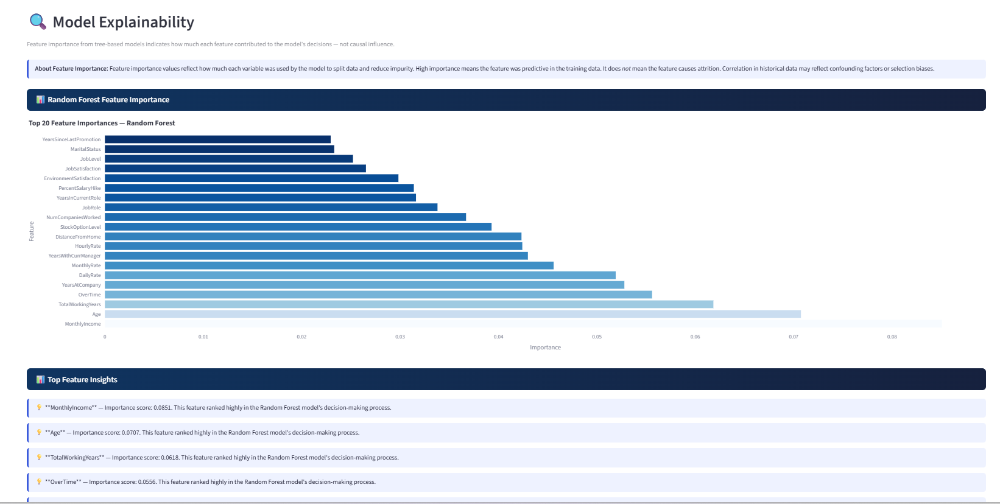 Model Explainability
Feature importance from tree-based models indicates how much each feature contributed to the model's decisions — not causal influence.
About Feature Importance: Feature importance values reflect how much each variable was used by the model to split data and reduce impurity. High importance means the feature was predictive in the training data. It does not mean the feature causes attrition. Correlation in historical data may reflect confounding factors or selection biases.
Random Forest Feature Importance
Top 20 Feature Importances — Random Forest
YearsSinceLastPromotion
MaritalStatus
JobLevel
JobSatisfaction
EnvironmentSatisfaction
PercentSalaryHike
YearsInCurrentRole
JobRole
NumCompaniesWorked
StockOptionLevel
DistanceFromHome
HourlyRate
YearsWithCurrManager
MonthlyRate
DailyRate
YearsAtCompany
OverTime
TotalWorkingYears
Age
MonthlyIncome
Feature
0 0.01 0.02 0.03 0.04 0.05 0.06 0.07 0.08
Importance
Top Feature Insights
**MonthlyIncome** — Importance score: 0.0851. This feature ranked highly in the Random Forest model's decision-making process.
**Age** — Importance score: 0.0707. This feature ranked highly in the Random Forest model's decision-making process.
**TotalWorkingYears** — Importance score: 0.0618. This feature ranked highly in the Random Forest model's decision-making process.
**OverTime** — Importance score: 0.0556. This feature ranked highly in the Random Forest model's decision-making process.